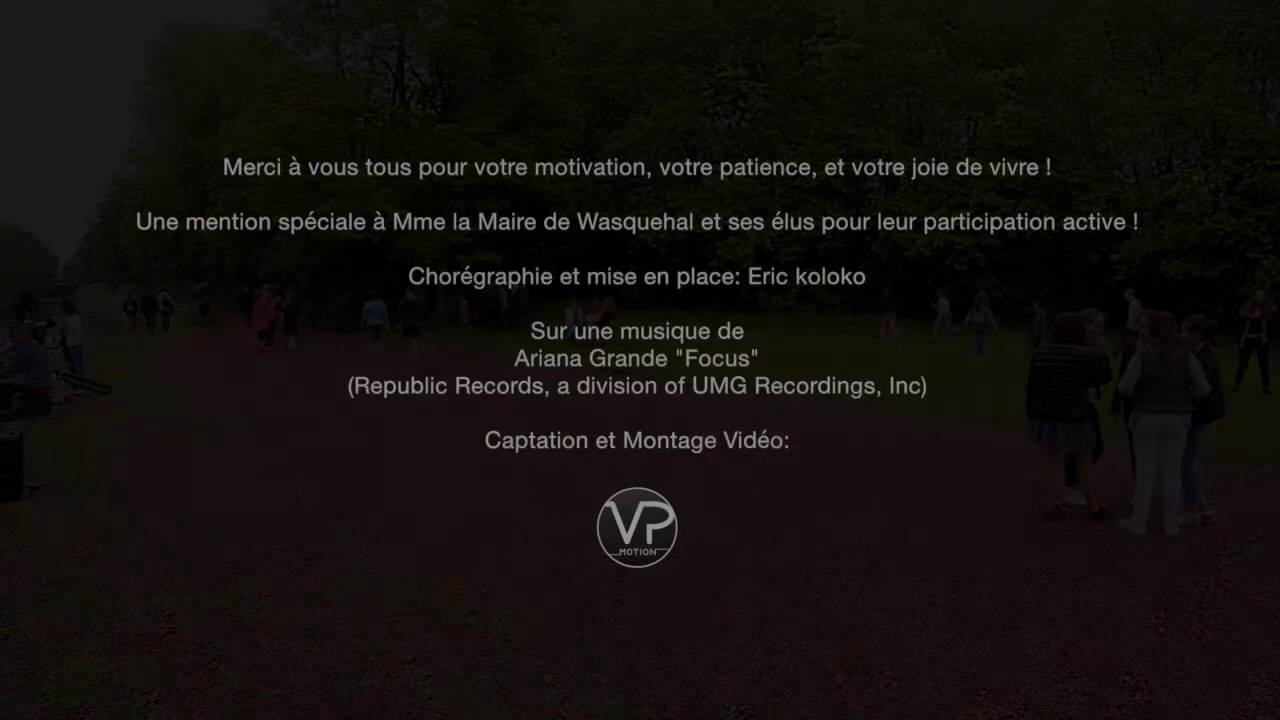 Merci à vous tous pour votre motivation, votre patience, et votre joie de vivre !
Une mention spéciale à Mme la Maire de Wasquehal et ses élus pour leur participation active !
Chorégraphie et mise en place: Eric koloko
Sur une musique de
Ariana Grande "Focus"
(Republic Records, a division of UMG Recordings, Inc)
Captation et Montage Vidéo:
VP
MOTION